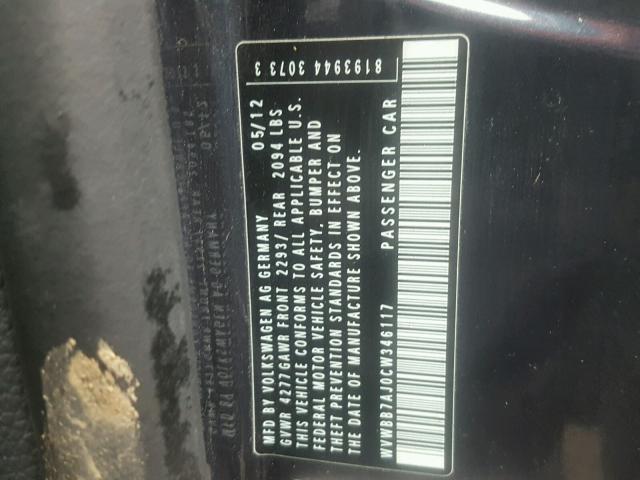 MFD BY VOLKSWAGEN AG GERMANY 05/12
GVWR 4277 GAWR FRONT 2293/ REAR 2094 LBS
THIS VEHICLE CONFORMS TO ALL APPLICABLE U.S.
FEDERAL MOTOR VEHICLE SAFETY, BUMPER AND
THEFT PREVENTION STANDARDS IN EFFECT ON
THE DATE OF MANUFACTURE SHOWN ABOVE.
WVWBB7AJ0CW346117 PASSENGER CAR
8193944 3073 3